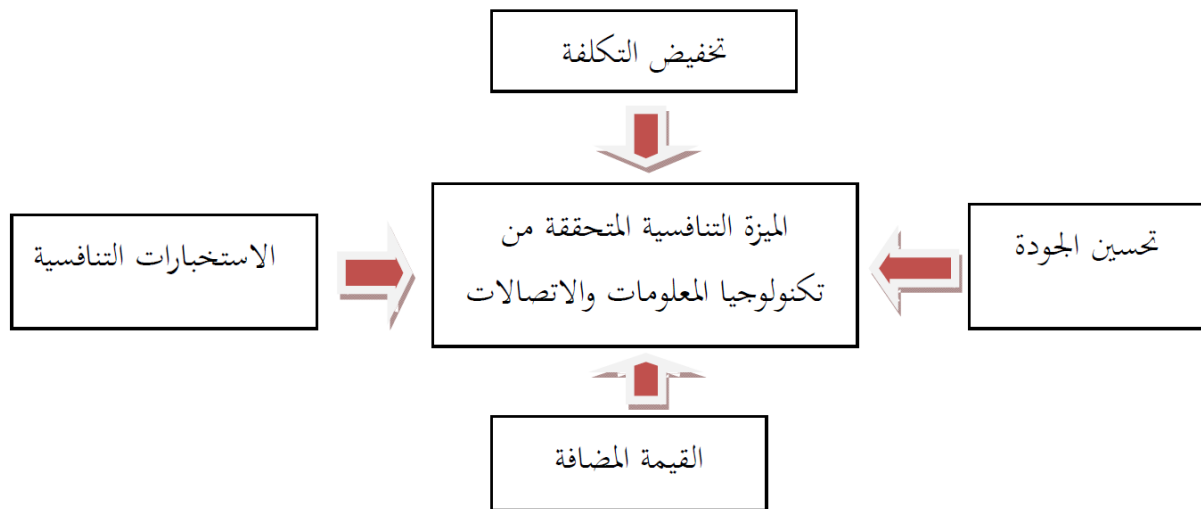 تخفيض التكلفة
الميزة التنافسية المتحققة من
تكنولوجيا المعلومات والاتصالات
تحسين الجودة
الاستخبارات التنافسية
القيمة المضافة